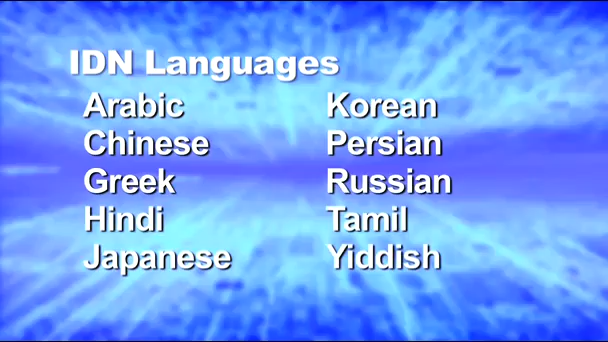 IDN Languages
Arabic
Chinese
Greek
Hindi
Japanese
Korean
Persian
Russian
Tamil
Yiddish